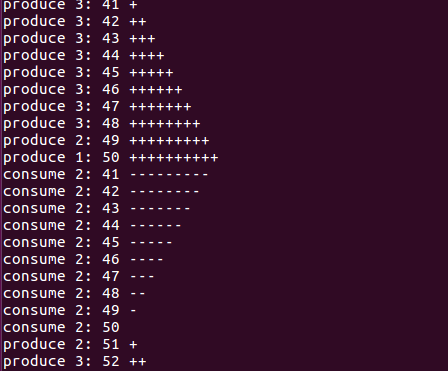 produce 3: 41 +
produce 3: 42 ++
produce 3: 43 +++
produce 3: 44 ++++
produce 3: 45 +++++
produce 3: 46 ++++++
produce 3: 47 +++++++
produce 3: 48 ++++++++
produce 2: 49 +++++++++
produce 1: 50 ++++++++++
consume 2: 41 ---------
consume 2: 42 --------
consume 2: 43 -------
consume 2: 44 ------
consume 2: 45 -----
consume 2: 46 ----
consume 2: 47 ---
consume 2: 48 --
consume 2: 49 -
consume 2: 50
produce 2: 51 +
produce 3: 52 ++